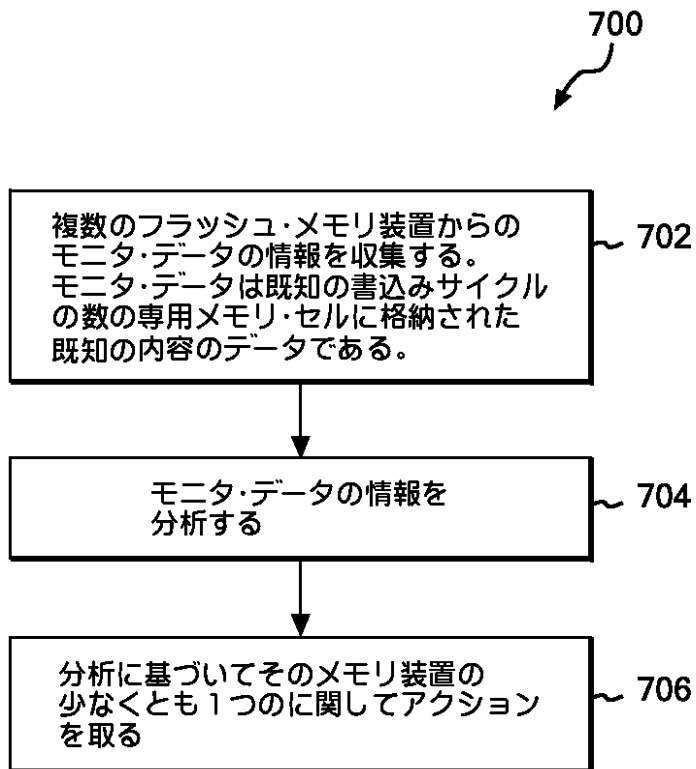 700
複数のフラッシュ・メモリ装置からの
モニタ・データの情報を収集する。
モニタ・データは既知の書込みサイクル
の数の専用メモリ・セルに格納された
既知の内容のデータである。
702
モニタ・データの情報を
分析する
704
分析に基づいてそのメモリ装置の
少なくとも1つのに関してアクション
を取る
706